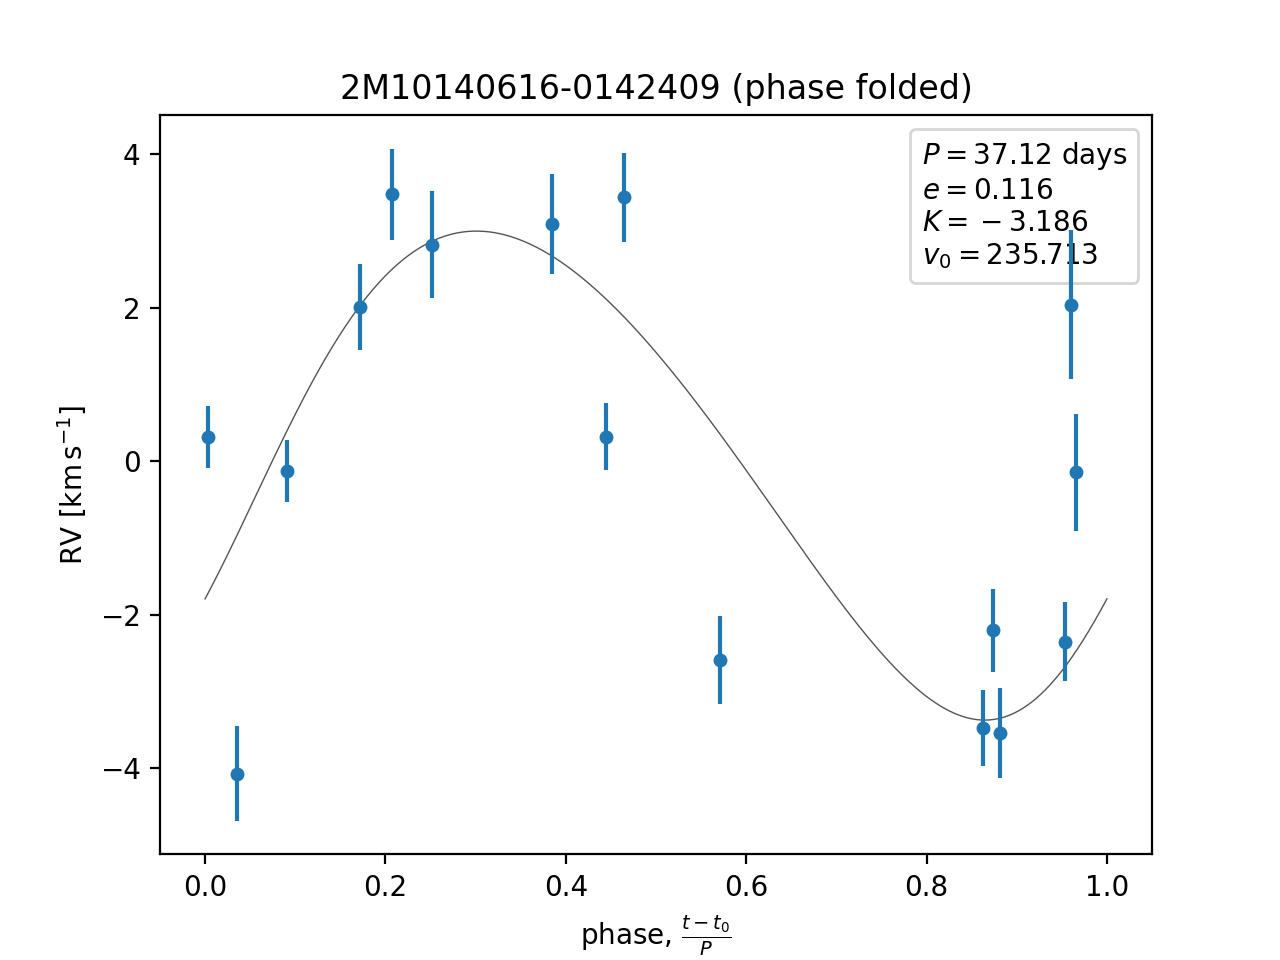 2M10140616-0142409 (phase folded)
P = 37.12 days
e = 0.116
K = −3.186
v₀ = 235.713
4
2
0
−2
−4
RV [km s⁻¹]
0.0 0.2 0.4 0.6 0.8 1.0
phase, (t − t₀)/P